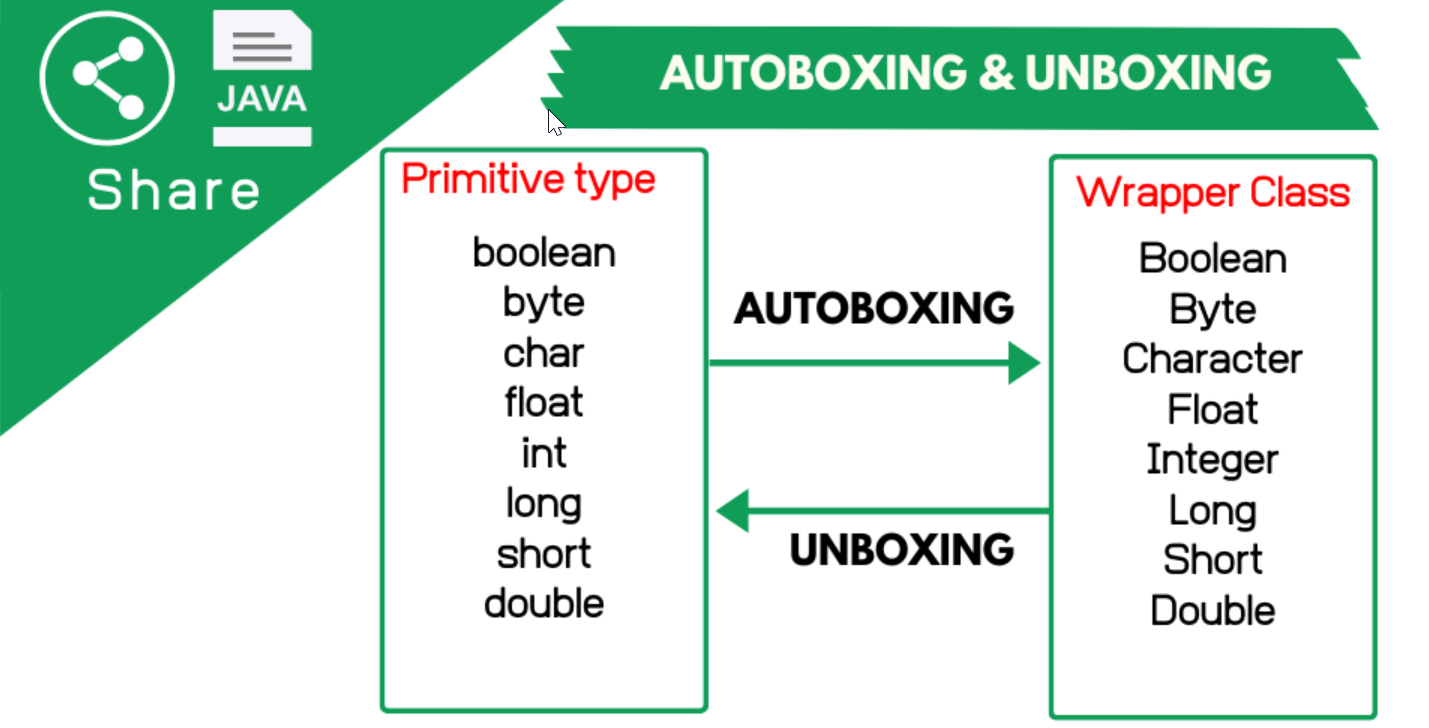 JAVA
Share
AUTOBOXING & UNBOXING
Primitive type
boolean
byte
char
float
int
long
short
double
AUTOBOXING
UNBOXING
Wrapper Class
Boolean
Byte
Character
Float
Integer
Long
Short
Double